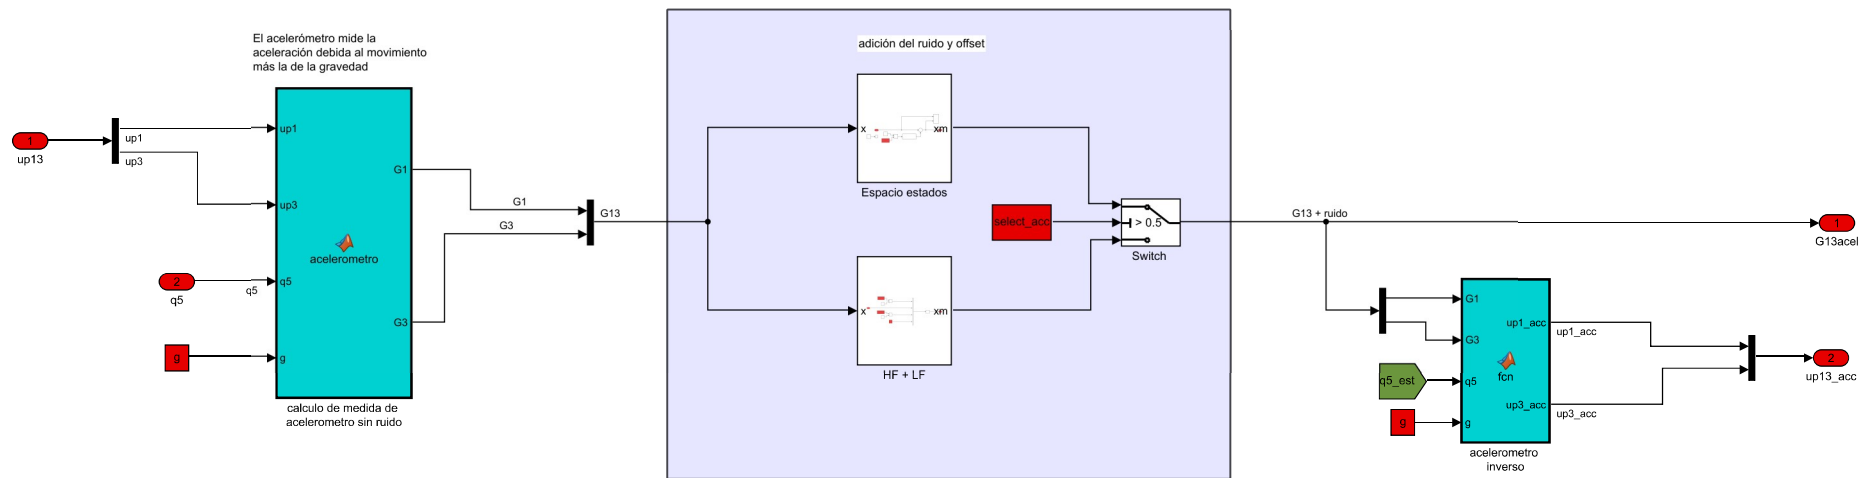 El acelerómetro mide la
aceleración debida al movimiento
más la de la gravedad
1
up13
up1
up3
2
q5
q5
g
up1
up3
q5
g
acelerometro
G1
G3
calculo de medida de
acelerometro sin ruido
G1
G3
G13
adición del ruido y offset
x
xm
Espacio estados
select_acc
> 0.5
Switch
x
xm
HF + LF
G13 + ruido
1
G13acel
q5_est
g
G1
G3
q5
g
fcn
up1_acc
up3_acc
acelerometro
inverso
up1_acc
up3_acc
2
up13_acc